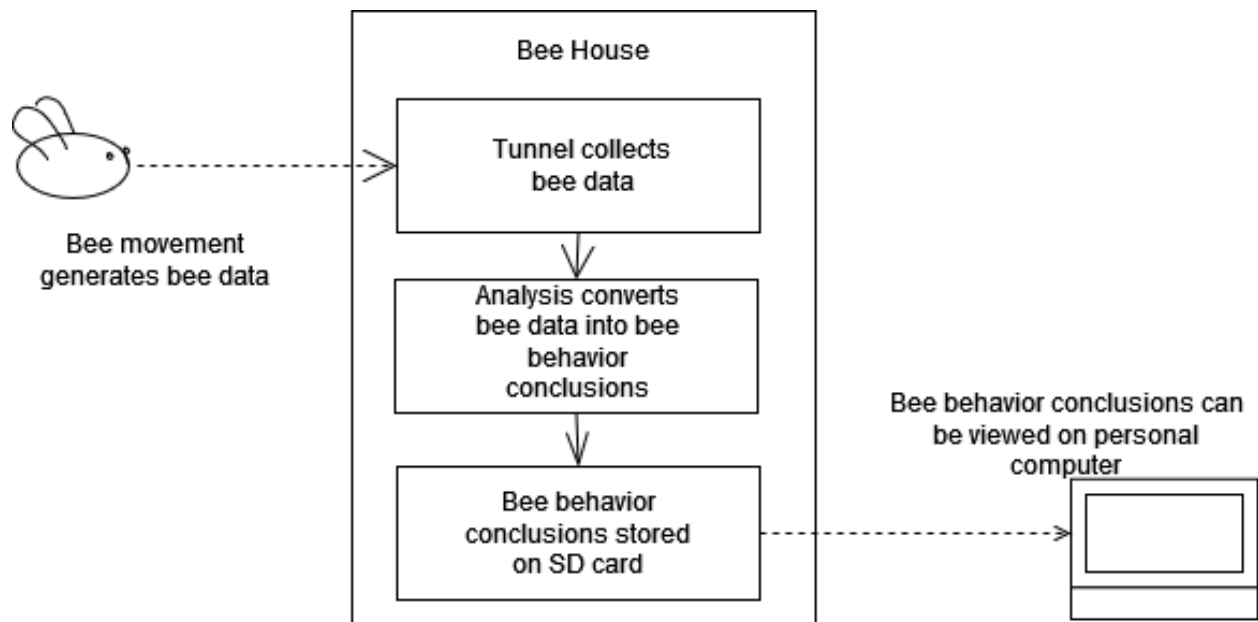 Bee House
Tunnel collects
bee data
Bee movement
generates bee data
Analysis converts
bee data into bee
behavior
conclusions
Bee behavior conclusions can
be viewed on personal
computer
Bee behavior
conclusions stored
on SD card